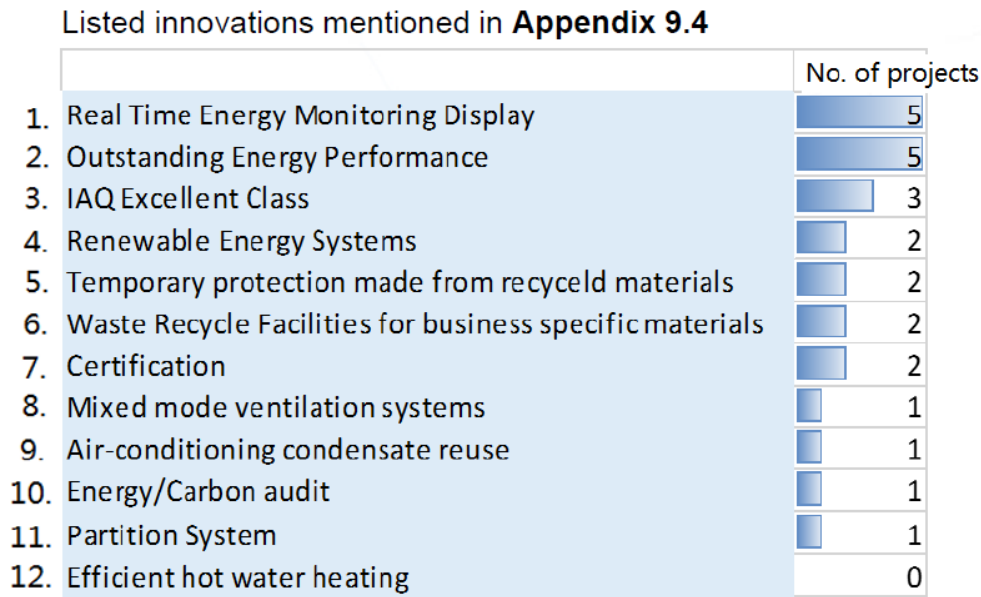 Listed innovations mentioned in Appendix 9.4
No. of projects
1. Real Time Energy Monitoring Display 5
2. Outstanding Energy Performance 5
3. IAQ Excellent Class 3
4. Renewable Energy Systems 2
5. Temporary protection made from recyceld materials 2
6. Waste Recycle Facilities for business specific materials 2
7. Certification 2
8. Mixed mode ventilation systems 1
9. Air-conditioning condensate reuse 1
10. Energy/Carbon audit 1
11. Partition System 1
12. Efficient hot water heating 0